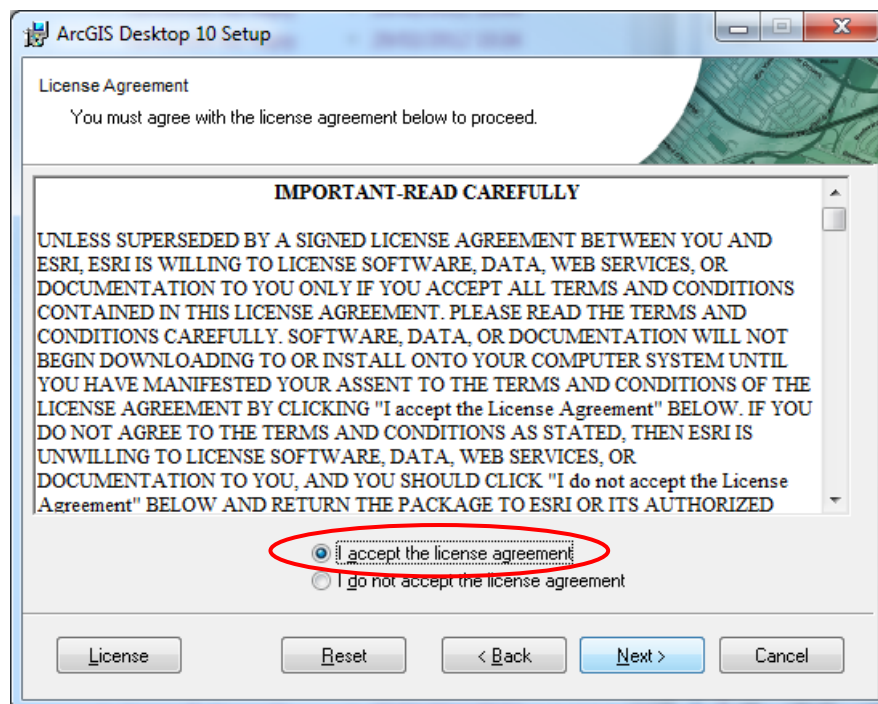 ArcGIS Desktop 10 Setup
License Agreement
You must agree with the license agreement below to proceed.
IMPORTANT-READ CAREFULLY
UNLESS SUPERSEDED BY A SIGNED LICENSE AGREEMENT BETWEEN YOU AND
ESRI, ESRI IS WILLING TO LICENSE SOFTWARE, DATA, WEB SERVICES, OR
DOCUMENTATION TO YOU ONLY IF YOU ACCEPT ALL TERMS AND CONDITIONS
CONTAINED IN THIS LICENSE AGREEMENT. PLEASE READ THE TERMS AND
CONDITIONS CAREFULLY. SOFTWARE, DATA, OR DOCUMENTATION WILL NOT
BEGIN DOWNLOADING TO OR INSTALL ONTO YOUR COMPUTER SYSTEM UNTIL
YOU HAVE MANIFESTED YOUR ASSENT TO THE TERMS AND CONDITIONS OF THE
LICENSE AGREEMENT BY CLICKING "I accept the License Agreement" BELOW. IF YOU
DO NOT AGREE TO THE TERMS AND CONDITIONS AS STATED, THEN ESRI IS
UNWILLING TO LICENSE SOFTWARE, DATA, WEB SERVICES, OR
DOCUMENTATION TO YOU, AND YOU SHOULD CLICK "I do not accept the License
Agreement" BELOW AND RETURN THE PACKAGE TO ESRI OR ITS AUTHORIZED
I accept the license agreement
I do not accept the license agreement
License Reset < Back Next > Cancel